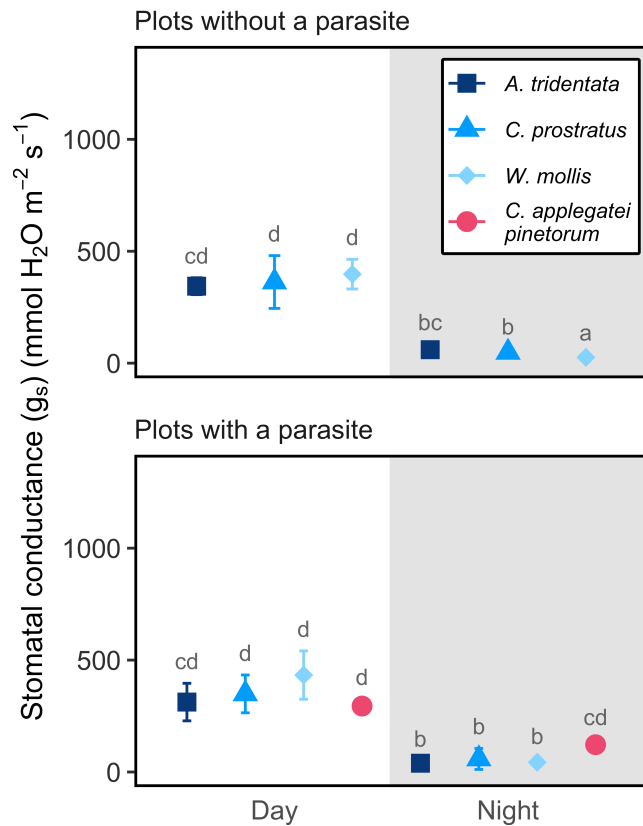 Plots without a parasite
Stomatal conductance (gₛ) (mmol H₂O m⁻² s⁻¹)
1000
500
0
cd
d
d
bc
b
a
A. tridentata
C. prostratus
W. mollis
C. applegatei
pinetorum
Plots with a parasite
1000
500
0
cd
d
d
d
b
b
b
cd
Day
Night